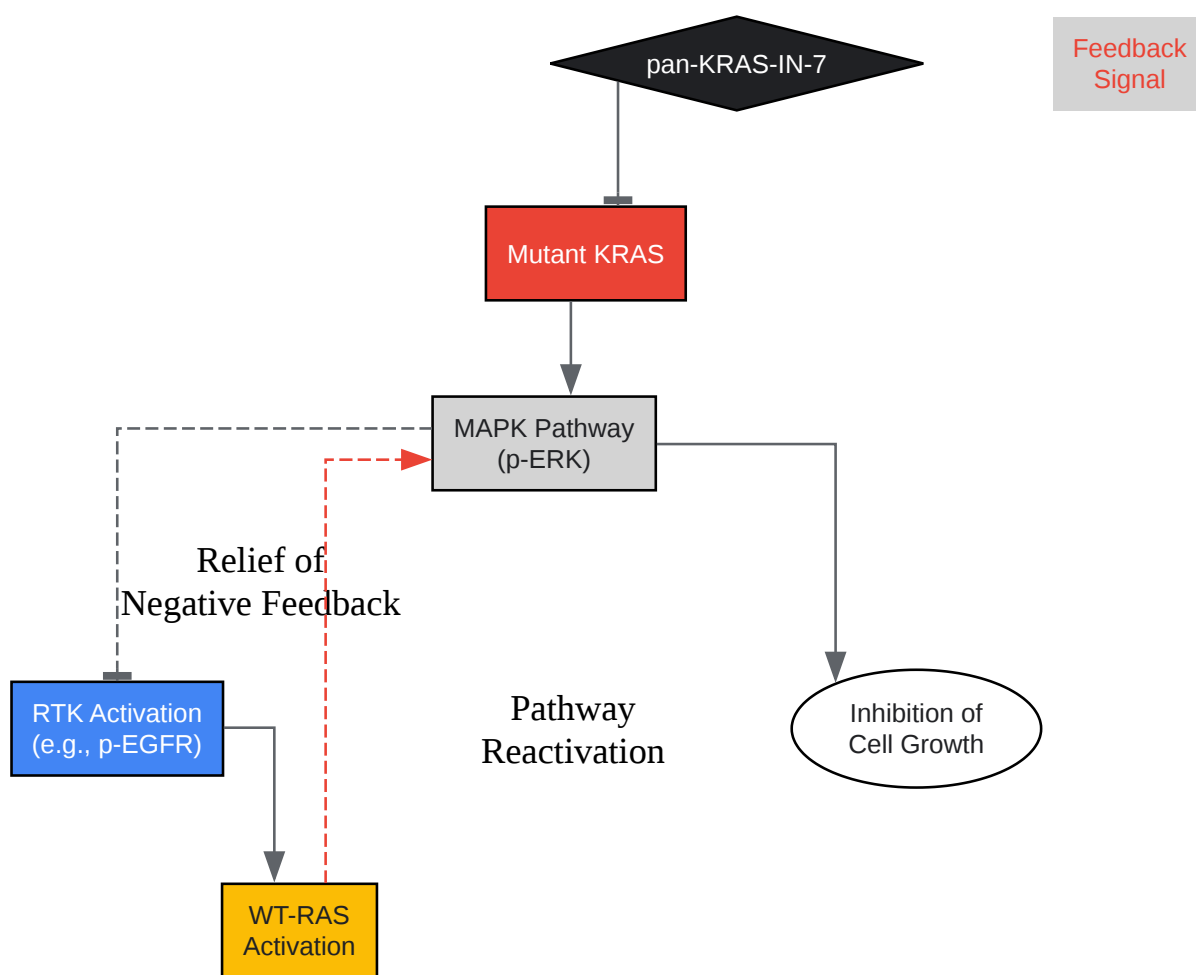 pan-KRAS-IN-7
Feedback
Signal
Mutant KRAS
MAPK Pathway
(p-ERK)
Relief of
Negative Feedback
RTK Activation
(e.g., p-EGFR)
Pathway
Reactivation
Inhibition of
Cell Growth
WT-RAS
Activation